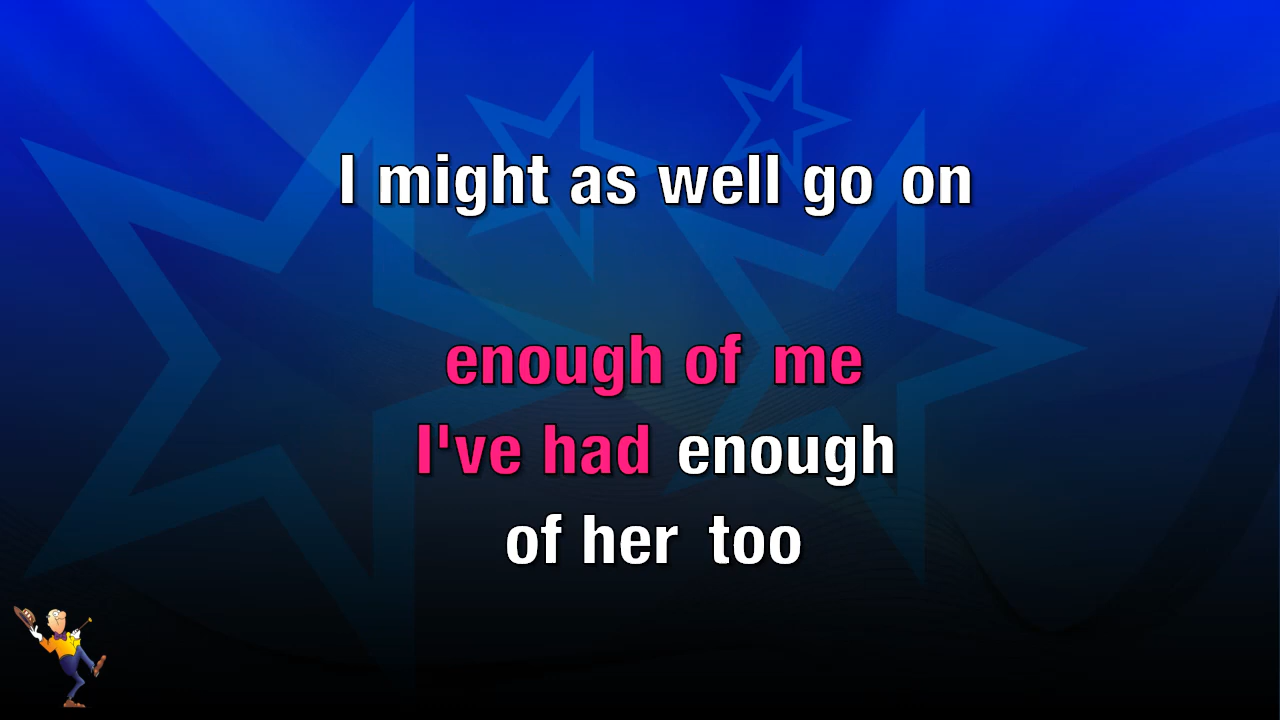 I might as well go on
enough of me
I've had enough
of her too